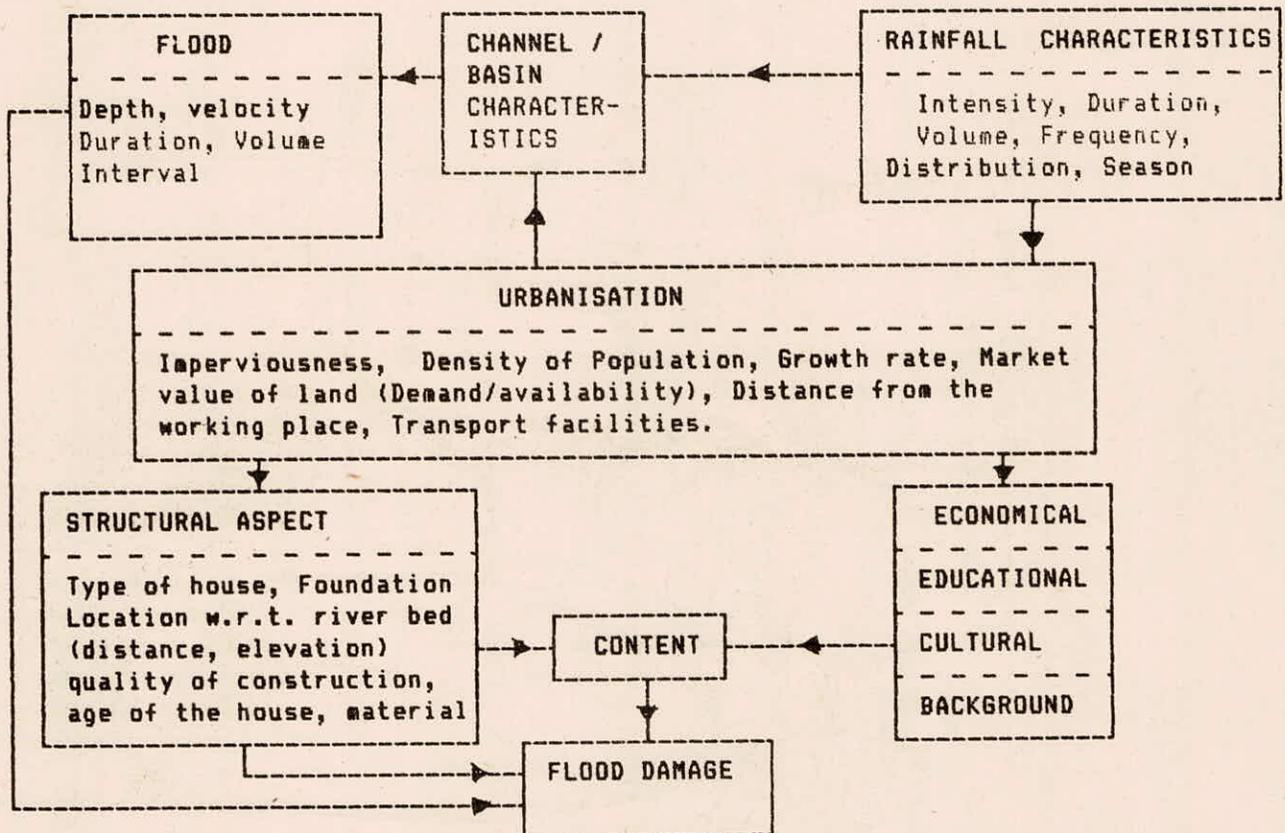 FLOOD
Depth, velocity
Duration, Volume
Interval
CHANNEL /
BASIN
CHARACTER-
ISTICS
RAINFALL CHARACTERISTICS
Intensity, Duration,
Volume, Frequency,
Distribution, Season
URBANISATION
Imperviousness, Density of Population, Growth rate, Market
value of land (Demand/availability), Distance from the
working place, Transport facilities.
STRUCTURAL ASPECT
Type of house, Foundation
Location w.r.t. river bed
(distance, elevation)
quality of construction,
age of the house, material
CONTENT
ECONOMICAL
EDUCATIONAL
CULTURAL
BACKGROUND
FLOOD DAMAGE